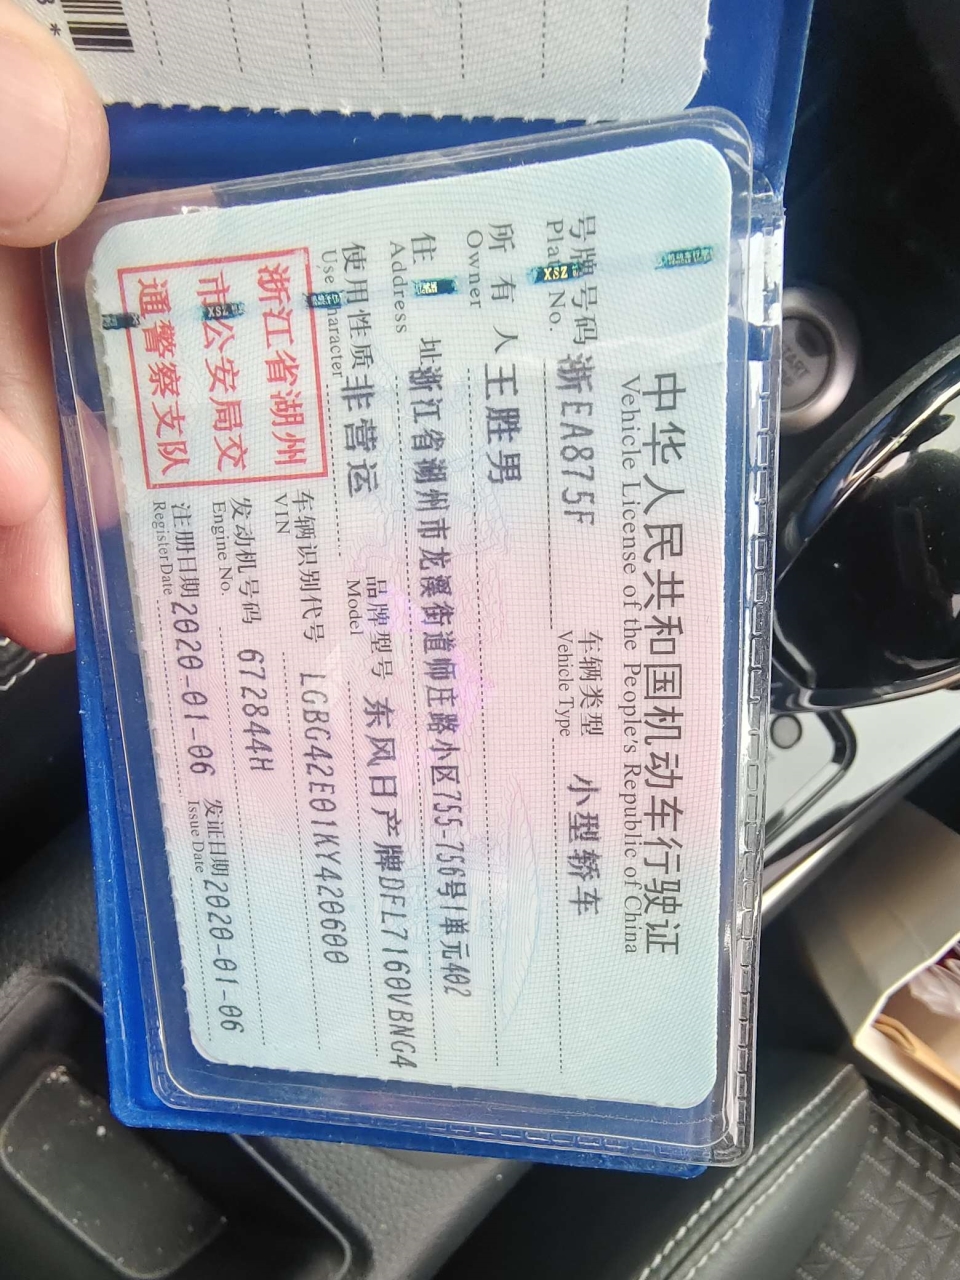 中华人民共和国机动车行驶证
Vehicle License of the People's Republic of China
号牌号码 浙EA875F 车辆类型 小型轿车
No. Vehicle Type
所有人 王胜男
Owner
住址 浙江省湖州市龙溪街道师庄路小区755-756号1单元402
Address
使用性质 非营运 品牌型号 东风日产牌DFL7160VBNG4
Use Model
浙江省湖州
市公安局交
通警察支队
车辆识别代号 LGBG42E01KY420600
VIN
发动机号码 672844H
Engine No.
注册日期 2020-01-06 发证日期 2020-01-06
Register Date Issue Date
XSZ
XSZ
START